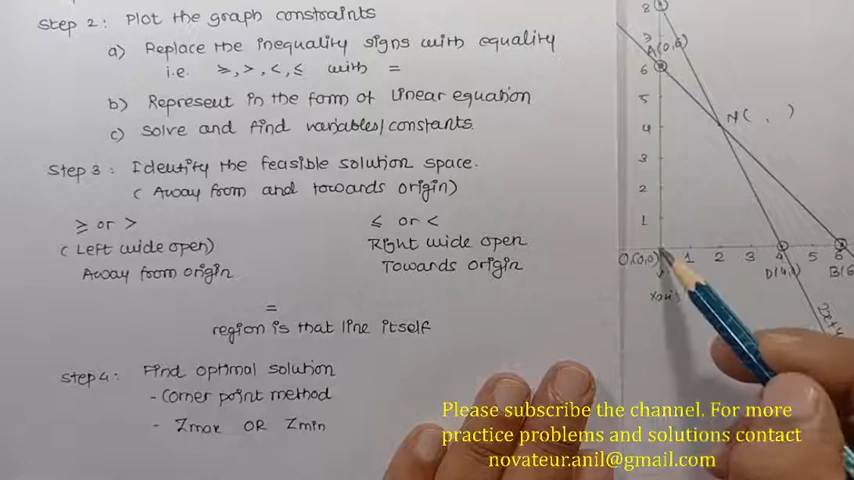 Step 2: Plot the graph constraints
a) Replace the inequality signs with equality
i.e. ≥, >, <, ≤ with =
b) Represent in the form of linear equation
c) Solve and find variables/constants.
Step 3: Identify the feasible solution space.
(Away from and towards origin)
≥ or >
(Left wide open)
Away from origin
≤ or <
Right wide open
Towards origin
=
region is that line itself
Step 4: Find optimal solution
- Corner point method
- Zmax OR Zmin
8
A(0,6)
6
5
4
3
2
1
N( , )
O(0,0)
1 2 3 4 5 6
B(6
Please subscribe the channel. For more
practice problems and solutions contact
novateur.anil@gmail.com